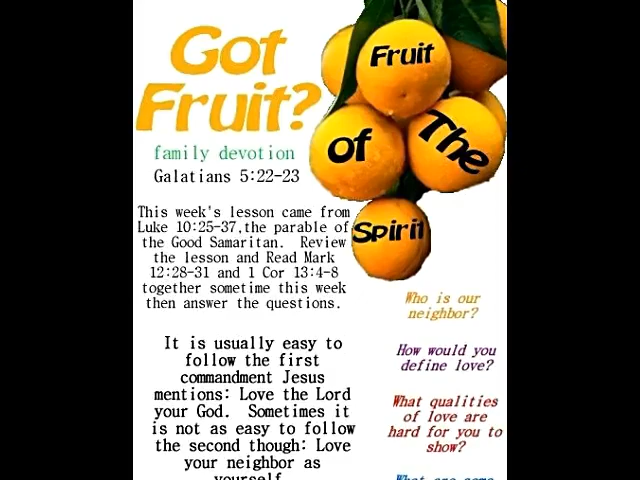 Got
Fruit?
family devotion
Galatians 5:22-23
Fruit
of The
Spirit
This week's lesson came from
Luke 10:25-37,the parable of
the Good Samaritan. Review
the lesson and Read Mark
12:28-31 and 1 Cor 13:4-8
together sometime this week
then answer the questions.
It is usually easy to
follow the first
commandment Jesus
mentions: Love the Lord
your God. Sometimes it
is not as easy to follow
the second though: Love
your neighbor as
yourself
Who is our
neighbor?
How would you
define love?
What qualities
of love are
hard for you to
show?
What are some